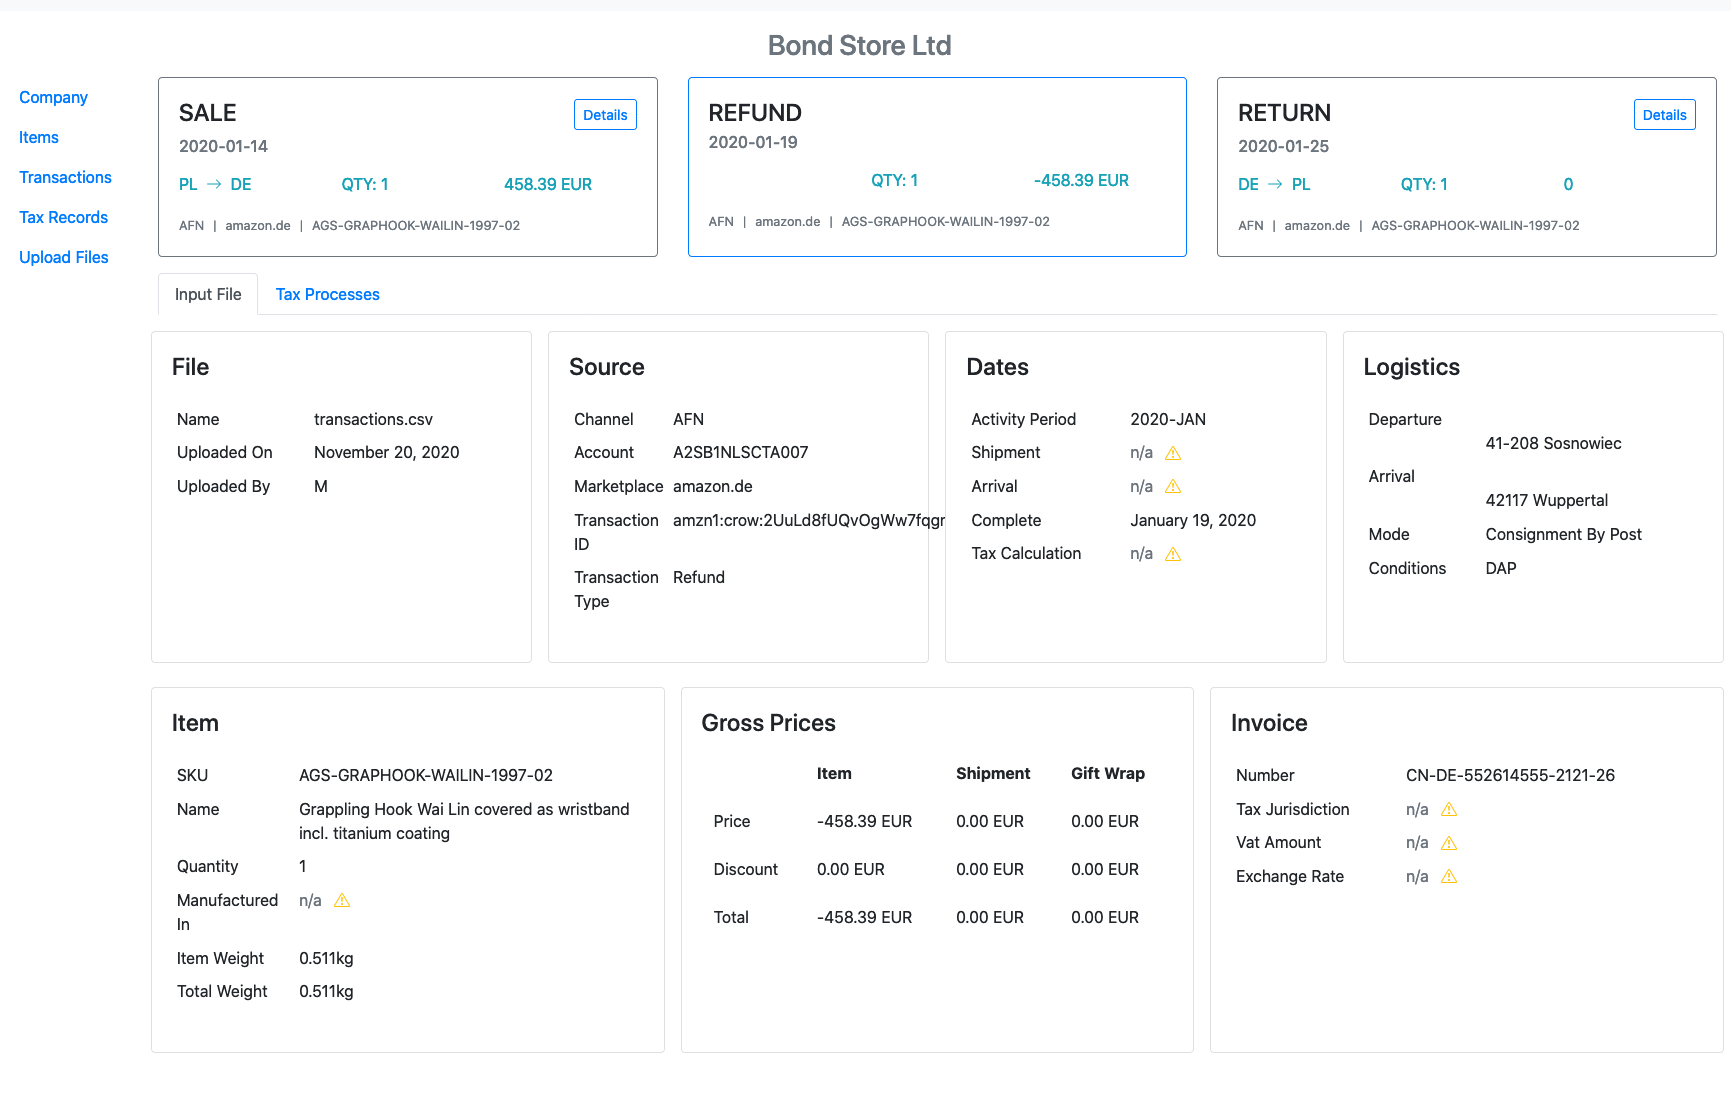 Bond Store Ltd
Company
Items
Transactions
Tax Records
Upload Files
SALE
Details
2020-01-14
PL → DE QTY: 1 458.39 EUR
AFN | amazon.de | AGS-GRAPHOOK-WAILIN-1997-02
REFUND
2020-01-19
QTY: 1 -458.39 EUR
AFN | amazon.de | AGS-GRAPHOOK-WAILIN-1997-02
RETURN
Details
2020-01-25
DE → PL QTY: 1 0
AFN | amazon.de | AGS-GRAPHOOK-WAILIN-1997-02
Input File Tax Processes
File
Name transactions.csv
Uploaded On November 20, 2020
Uploaded By M
Source
Channel AFN
Account A2SB1NLSCTA007
Marketplace amazon.de
Transaction amzn1:crow:2UuLd8fUQvOgWw7fqgr
ID
Transaction Refund
Type
Dates
Activity Period 2020-JAN
Shipment n/a
Arrival n/a
Complete January 19, 2020
Tax Calculation n/a
Logistics
Departure
41-208 Sosnowiec
Arrival
42117 Wuppertal
Mode Consignment By Post
Conditions DAP
Item
SKU AGS-GRAPHOOK-WAILIN-1997-02
Name Grappling Hook Wai Lin covered as wristband
incl. titanium coating
Quantity 1
Manufactured n/a
In
Item Weight 0.511kg
Total Weight 0.511kg
Gross Prices
Item Shipment Gift Wrap
Price -458.39 EUR 0.00 EUR 0.00 EUR
Discount 0.00 EUR 0.00 EUR 0.00 EUR
Total -458.39 EUR 0.00 EUR 0.00 EUR
Invoice
Number CN-DE-552614555-2121-26
Tax Jurisdiction n/a
Vat Amount n/a
Exchange Rate n/a